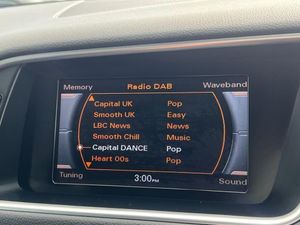 Memory Radio DAB Waveband
Capital UK Pop
Smooth UK Easy
LBC News News
Smooth Chill Music
Capital DANCE Pop
Heart 00s Pop
Tuning 3:00PM Sound